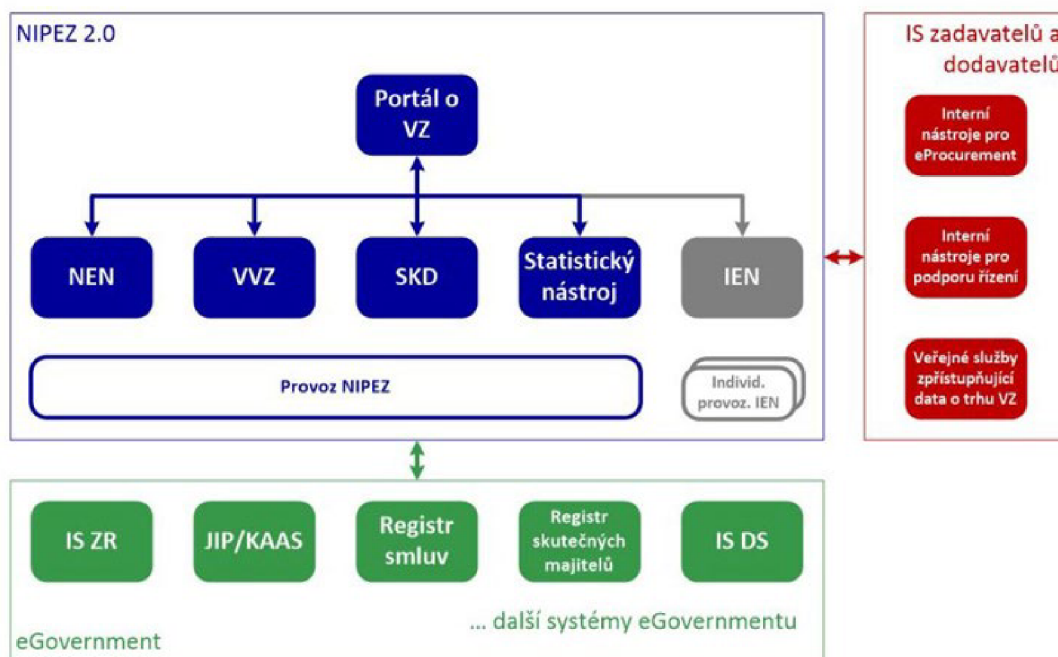 NIPEZ 2.0
Portál o
VZ
NEN
VVZ
SKD
Statistický
nástroj
IEN
Provoz NIPEZ
Individ.
provoz. IEN
IS zadavatelů a
dodavatelů
Interní
nástroje pro
eProcurement
Interní
nástroje pro
podporu řízení
Veřejné služby
zpřístupňující
data o trhu VZ
IS ZR
JIP/KAAS
Registr
smluv
Registr
skutečných
majitelů
IS DS
... další systémy eGovernmentu
eGovernment